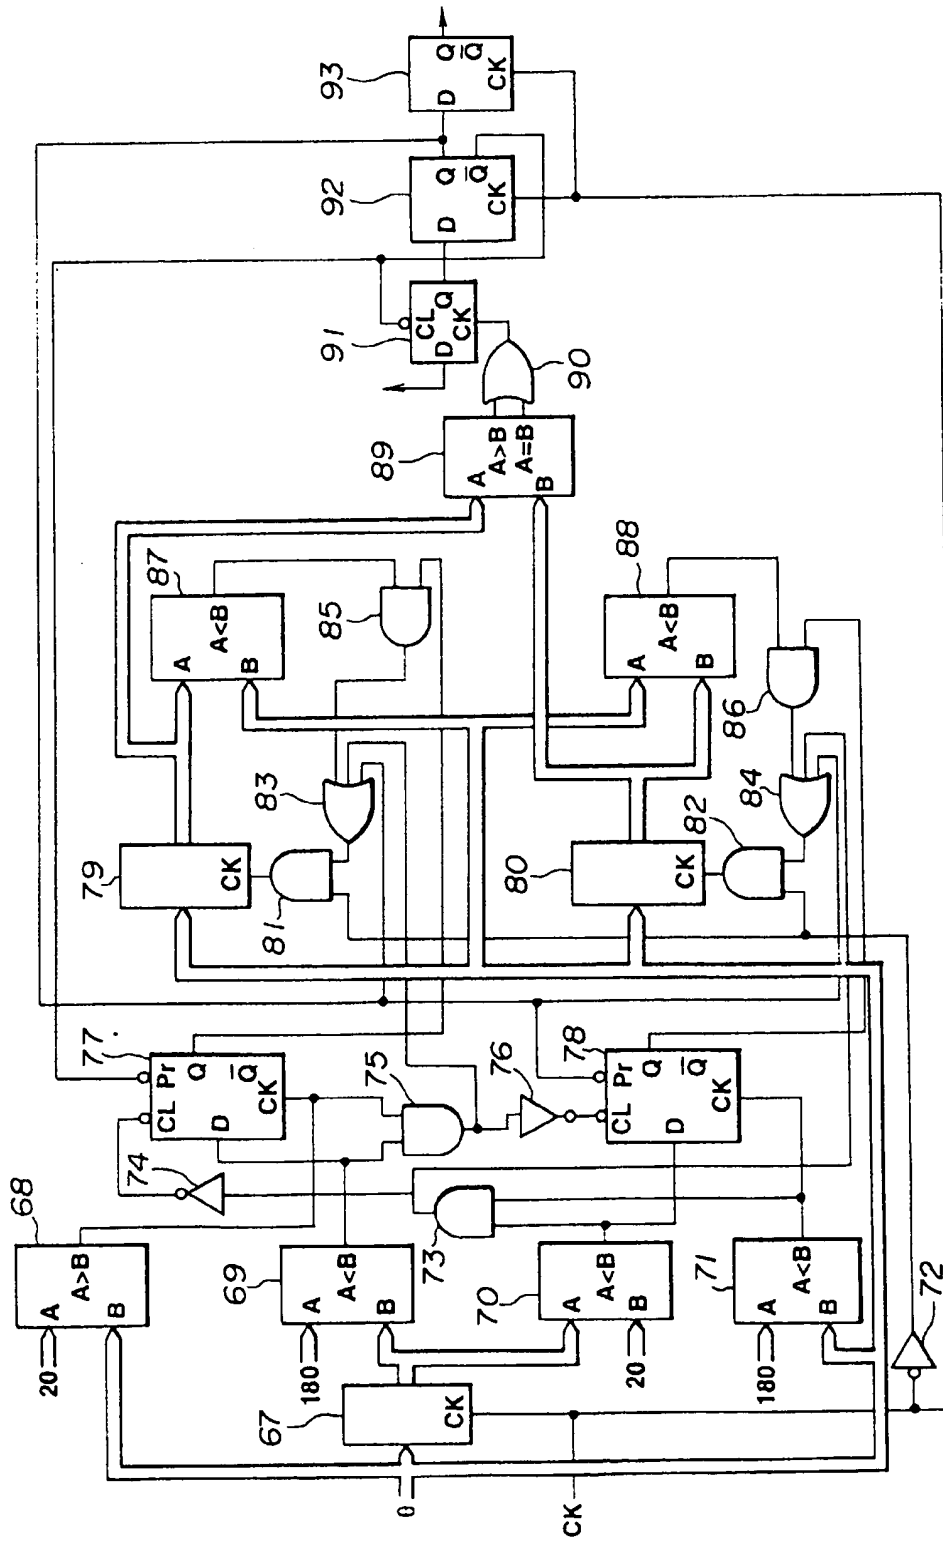 20
A
A>B
B
68
180
A
A<B
B
69
θ
67
CK
CK
A
A<B
B
20
70
180
A
A<B
B
71
72
73
74
75
76
77
CL
Pr
D
Q
Q̅
CK
78
CL
Pr
D
Q
Q̅
CK
79
CK
80
CK
81
82
83
84
85
86
87
A
A<B
B
88
A
A<B
B
89
A
A>B
A=B
B
90
91
CL
D
Q
CK
92
D
Q
Q̅
CK
93
D
Q
Q̅
CK